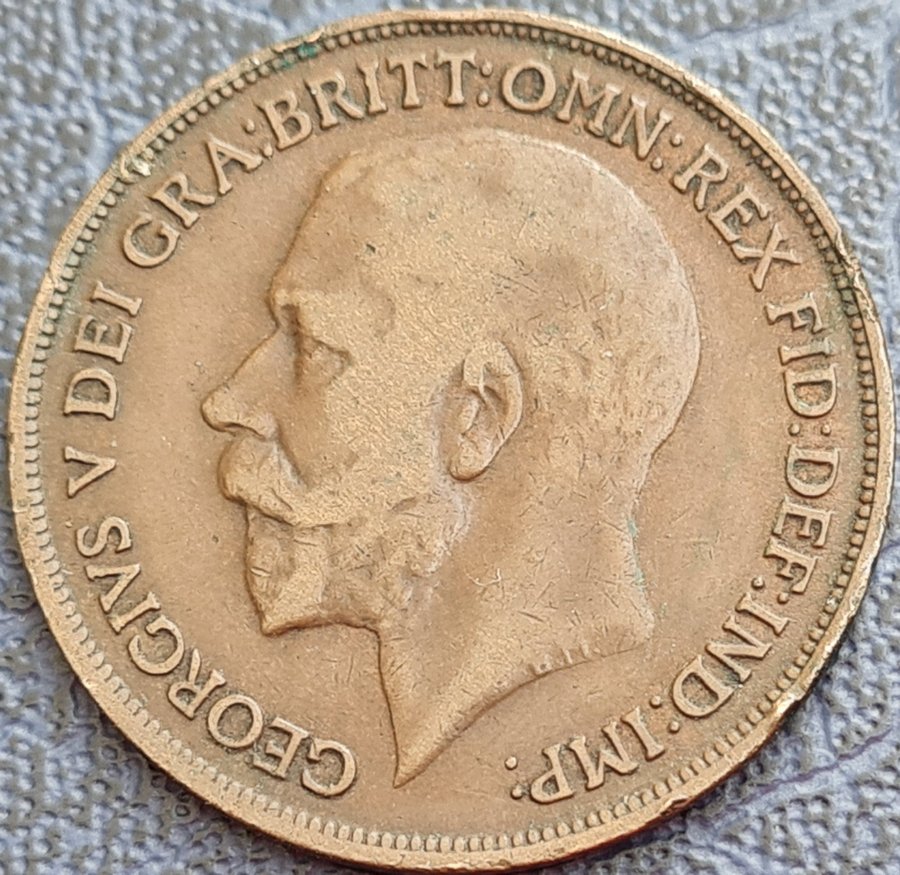 GEORGIVS V DEI GRA:BRITT:OMN:REX FID:DEF:IND:IMP: